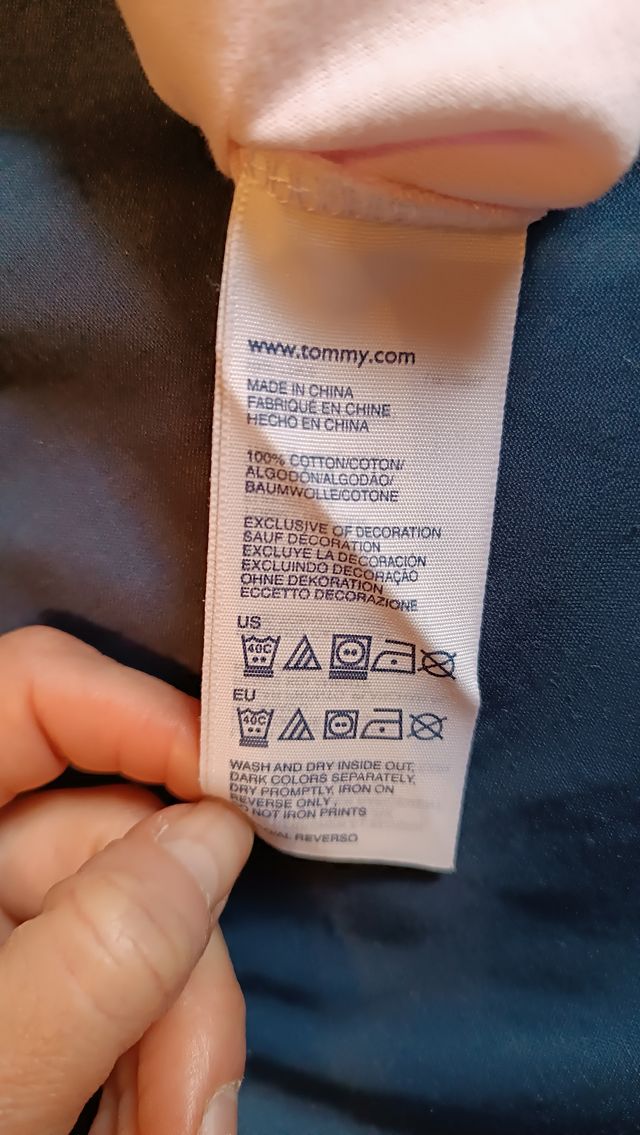 www.tommy.com
MADE IN CHINA
FABRIQUÉ EN CHINE
HECHO EN CHINA
100% COTTON/COTON/
ALGODÓN/ALGODÃO/
BAUMWOLLE/COTONE
EXCLUSIVE OF DECORATION
SAUF DÉCORATION
EXCLUYE LA DECORACIÓN
EXCLUINDO DECORAÇÃO
OHNE DEKORATION
ECCETTO DECORAZIONE
US
40C
EU
40C
WASH AND DRY INSIDE OUT,
DARK COLORS SEPARATELY,
DRY PROMPTLY, IRON ON
REVERSE ONLY,
DO NOT IRON PRINTS
REVERSO